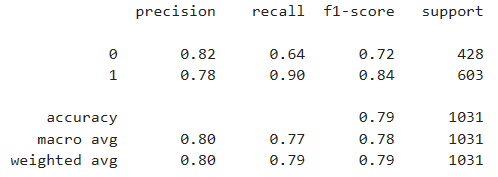 precision recall f1-score support
0 0.82 0.64 0.72 428
1 0.78 0.90 0.84 603
accuracy 0.79 1031
macro avg 0.80 0.77 0.78 1031
weighted avg 0.80 0.79 0.79 1031